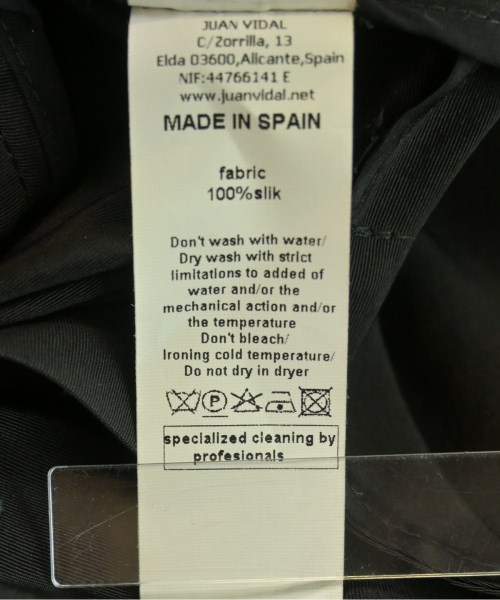 JUAN VIDAL
C/Zorrilla, 13
Elda 03600,Alicante,Spain
NIF:44766141 E
www.juanvidal.net
MADE IN SPAIN
fabric
100%slik
Don't wash with water/
Dry wash with strict
limitations to added of
water and/or the
mechanical action and/or
the temperature
Don't bleach/
Ironing cold temperature/
Do not dry in dryer
P
specialized cleaning by
profesionals